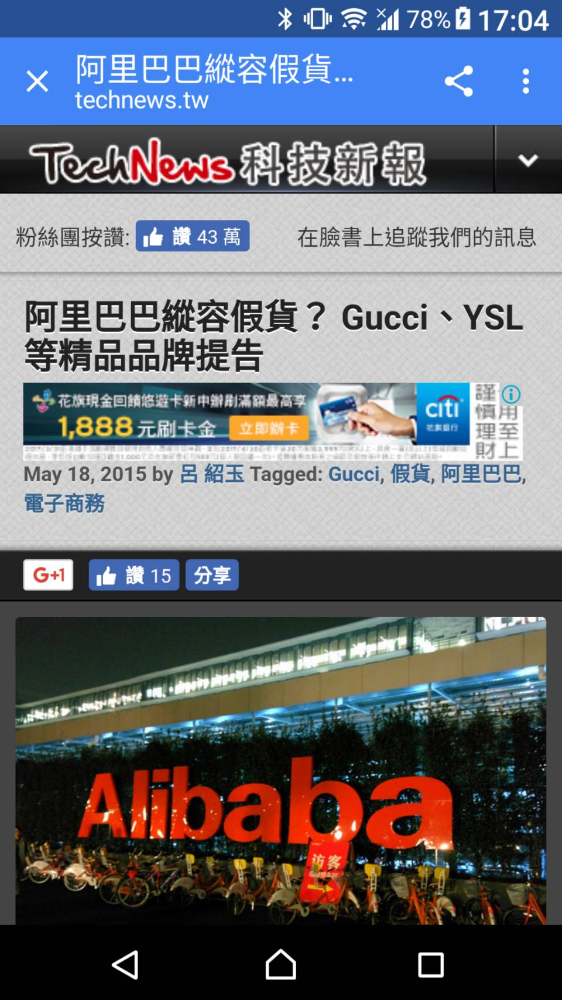 78% 17:04
阿里巴巴縱容假貨...
technews.tw
TechNews 科技新報
粉絲團按讚: 讚 43 萬 在臉書上追蹤我們的訊息
阿里巴巴縱容假貨？ Gucci、YSL
等精品品牌提告
花旗現金回饋悠遊卡新申辦刷滿額最高享
1,888元刷卡金 立即辦卡
citi
花旗銀行
謹慎理財
用至上
May 18, 2015 by 呂 紹玉 Tagged: Gucci, 假貨, 阿里巴巴,
電子商務
G+1 讚 15 分享
Alibaba
访客